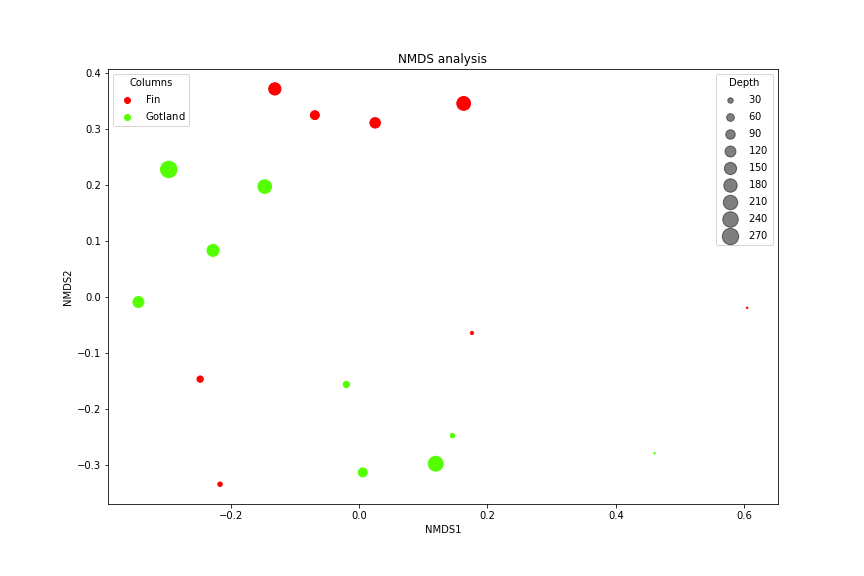 NMDS analysis
Columns
Fin
Gotland
Depth
30
60
90
120
150
180
210
240
270
0.4
0.3
0.2
0.1
0.0
−0.1
−0.2
−0.3
NMDS2
−0.2 0.0 0.2 0.4 0.6
NMDS1